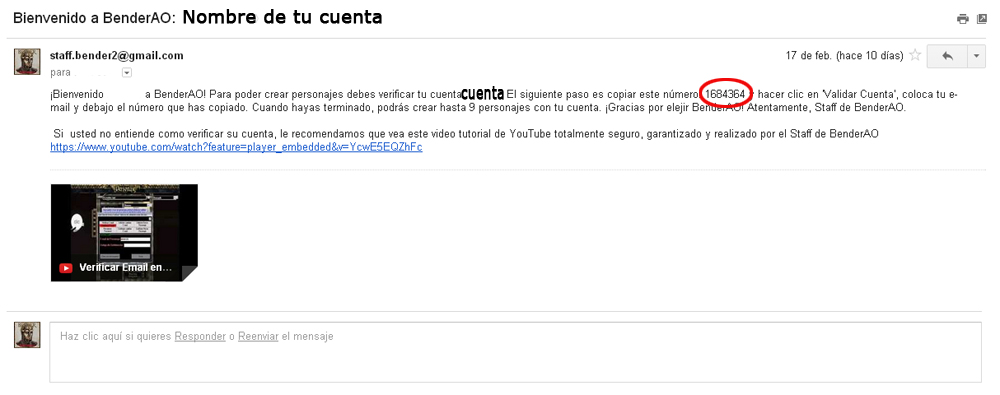 Bienvenido a BenderAO: Nombre de tu cuenta
staff.bender2@gmail.com
17 de feb. (hace 10 días)
para
¡Bienvenido a BenderAO! Para poder crear personajes debes verificar tu cuenta cuenta El siguiente paso es copiar este número 1684364 y hacer clic en 'Validar Cuenta', coloca tu e-
mail y debajo el número que has copiado. Cuando hayas terminado, podrás crear hasta 9 personajes con tu cuenta. ¡Gracias por elejir BenderAO! Atentamente, Staff de BenderAO.
Si usted no entiende como verificar su cuenta, le recomendamos que vea este video tutorial de YouTube totalmente seguro, garantizado y realizado por el Staff de BenderAO
https://www.youtube.com/watch?feature=player_embedded&v=YcwE5EQZhFc
Verificar Email en...
Haz clic aquí si quieres Responder o Reenviar el mensaje